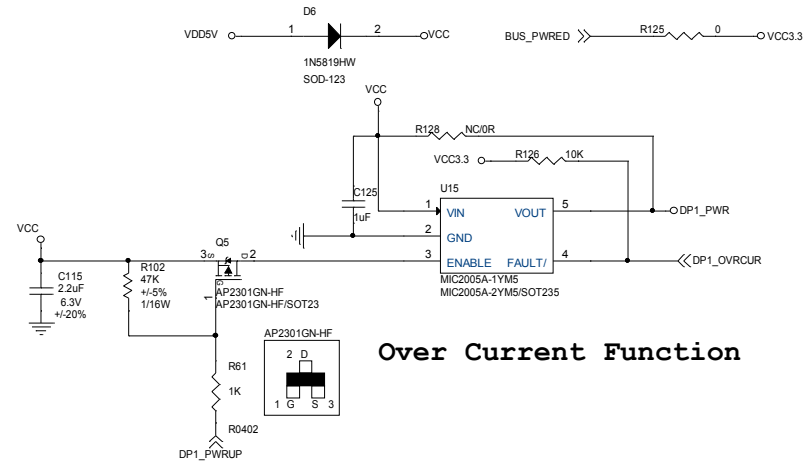 D6
VDD5V 1 2 VCC
1N5819HW
SOD-123
BUS_PWRED R125 0 VCC3.3
VCC
R128 NC/0R
VCC3.3 R126 10K
C125
1uF
U15
1 VIN VOUT 5 DP1_PWR
2 GND
3 ENABLE FAULT/ 4 DP1_OVRCUR
MIC2005A-1YM5
MIC2005A-2YM5/SOT235
VCC
C115
2.2uF
6.3V
+/-20%
R102
47K
+/-5%
1/16W
Q5
3 S D 2
G
1
AP2301GN-HF
AP2301GN-HF/SOT23
R61
1K
R0402
DP1_PWRUP
AP2301GN-HF
2 D
1 G S 3
Over Current Function